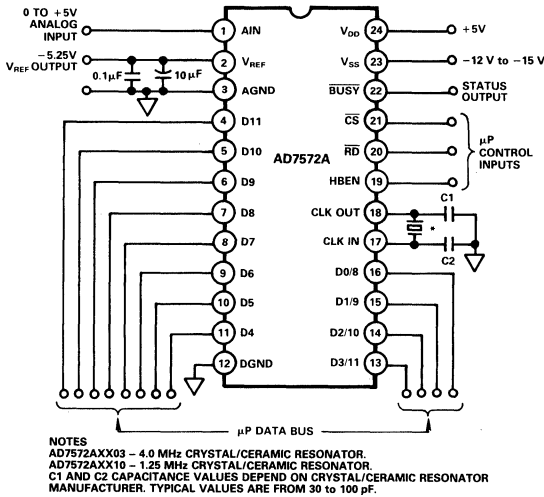 0 TO +5V
ANALOG
INPUT
–5.25V
VREF OUTPUT
0.1µF
10µF
1 AIN
2 VREF
3 AGND
4 D11
5 D10
6 D9
7 D8
8 D7
9 D6
10 D5
11 D4
12 DGND
AD7572A
VDD 24
VSS 23
BUSY 22
CS 21
RD 20
HBEN 19
CLK OUT 18
CLK IN 17
D0/8 16
D1/9 15
D2/10 14
D3/11 13
+5V
–12 V to –15 V
STATUS
OUTPUT
µP
CONTROL
INPUTS
C1
*
C2
µP DATA BUS
NOTES
AD7572AXX03 – 4.0 MHz CRYSTAL/CERAMIC RESONATOR.
AD7572AXX10 – 1.25 MHz CRYSTAL/CERAMIC RESONATOR.
C1 AND C2 CAPACITANCE VALUES DEPEND ON CRYSTAL/CERAMIC RESONATOR
MANUFACTURER. TYPICAL VALUES ARE FROM 30 to 100 pF.